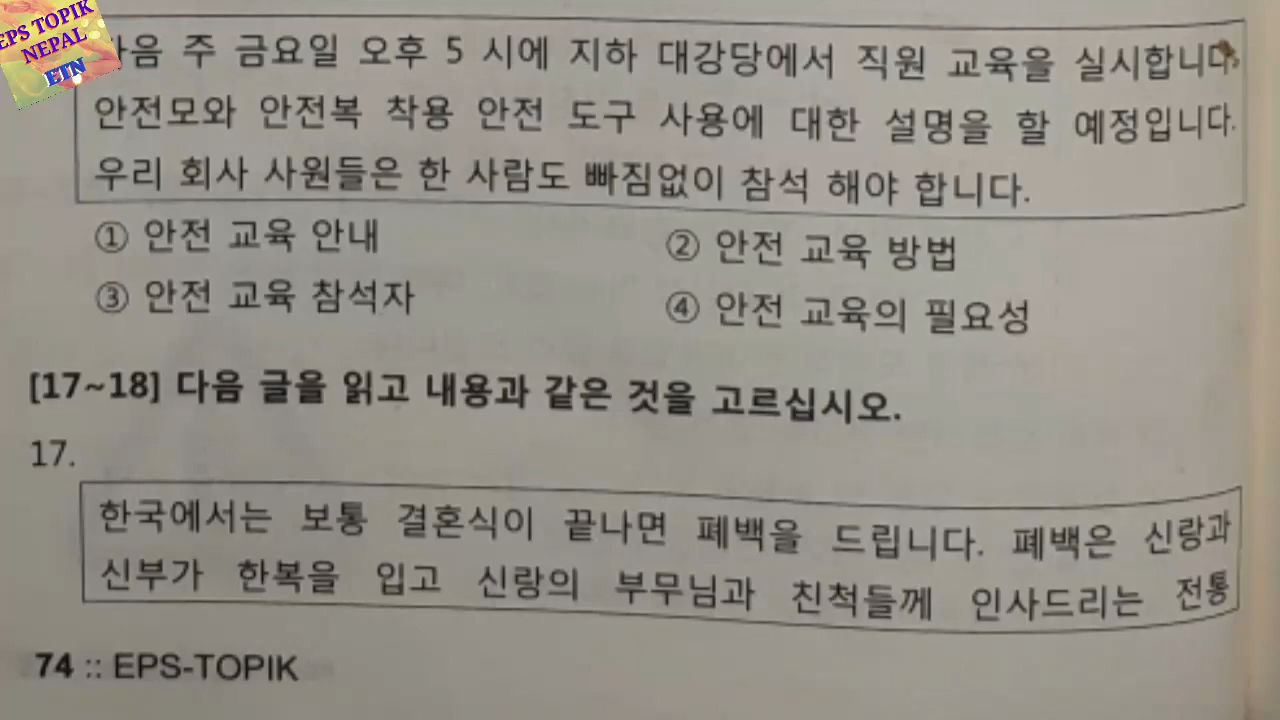 EPS TOPIK
NEPAL
음 주 금요일 오후 5 시에 지하 대강당에서 직원 교육을 실시합니다
안전모와 안전복 착용 안전 도구 사용에 대한 설명을 할 예정입니다.
우리 회사 사원들은 한 사람도 빠짐없이 참석 해야 합니다.
① 안전 교육 안내 ② 안전 교육 방법
③ 안전 교육 참석자 ④ 안전 교육의 필요성
[17~18] 다음 글을 읽고 내용과 같은 것을 고르십시오.
17.
한국에서는 보통 결혼식이 끝나면 폐백을 드립니다. 폐백은 신랑과
신부가 한복을 입고 신랑의 부무님과 친척들께 인사드리는 전통
74 :: EPS-TOPIK